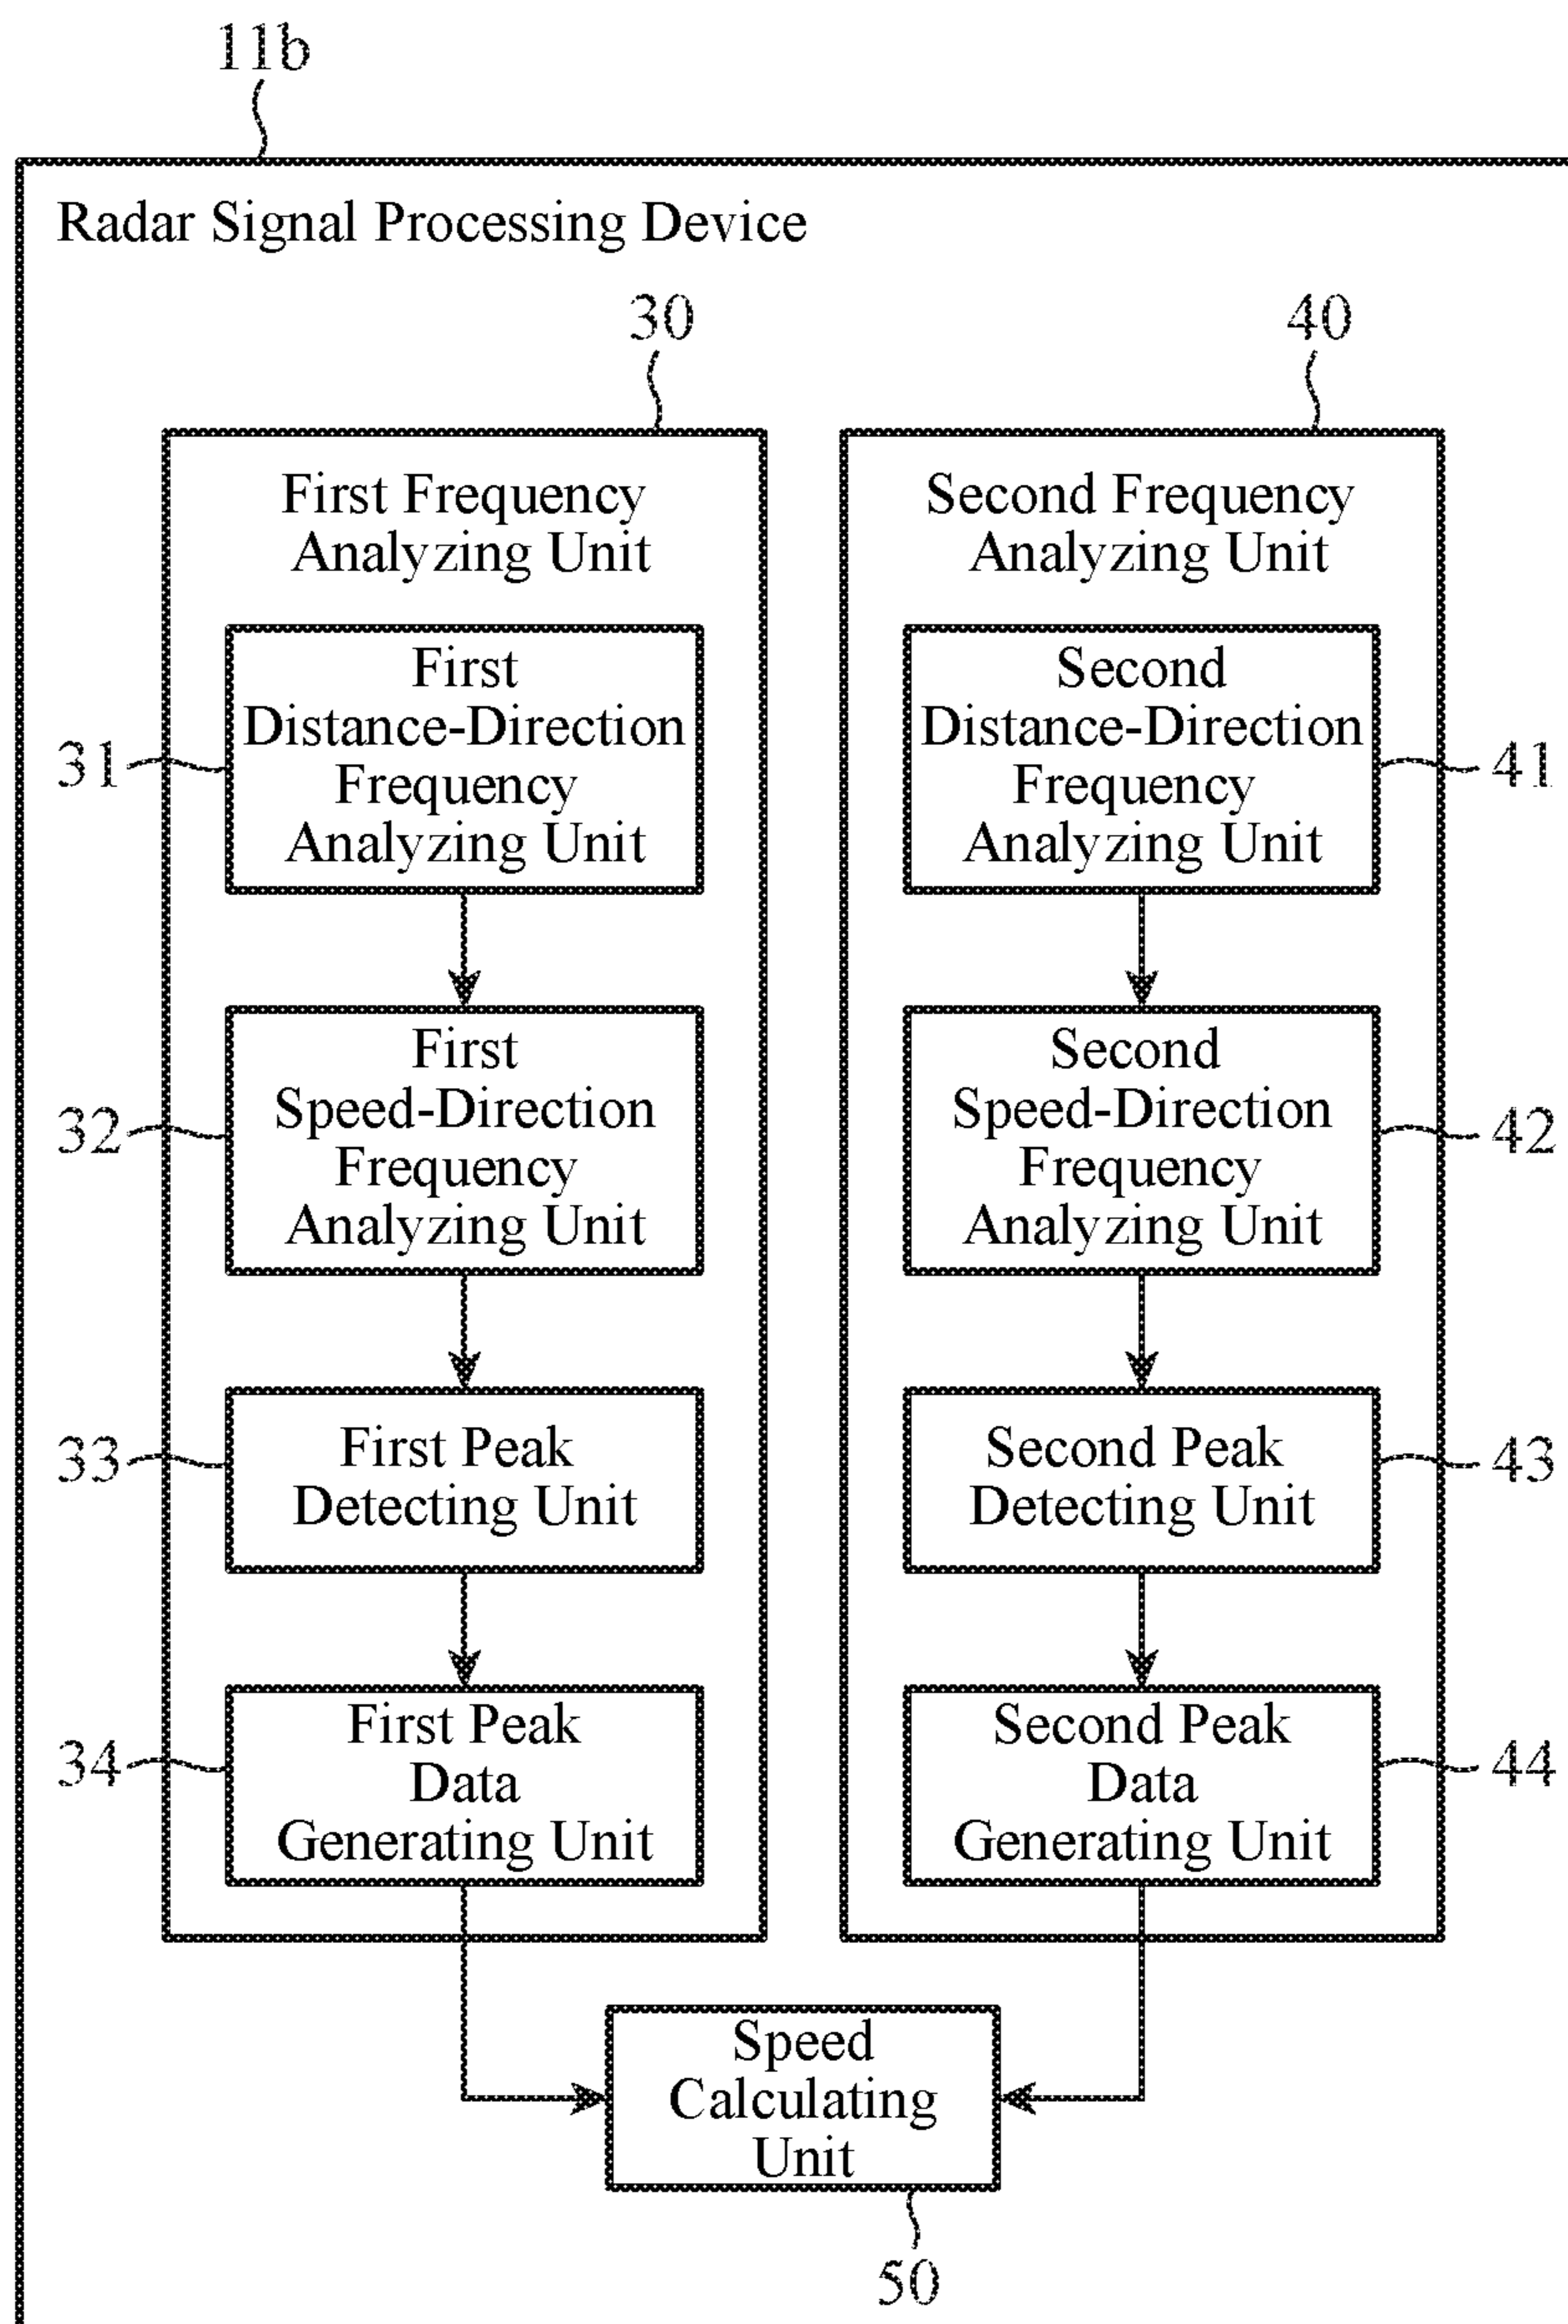 11b
Radar Signal Processing Device
30
40
First Frequency
Analyzing Unit
Second Frequency
Analyzing Unit
First
Distance-Direction
Frequency
Analyzing Unit
31
Second
Distance-Direction
Frequency
Analyzing Unit
41
First
Speed-Direction
Frequency
Analyzing Unit
32
Second
Speed-Direction
Frequency
Analyzing Unit
42
First Peak
Detecting Unit
33
Second Peak
Detecting Unit
43
First Peak
Data
Generating Unit
34
Second Peak
Data
Generating Unit
44
Speed
Calculating
Unit
50